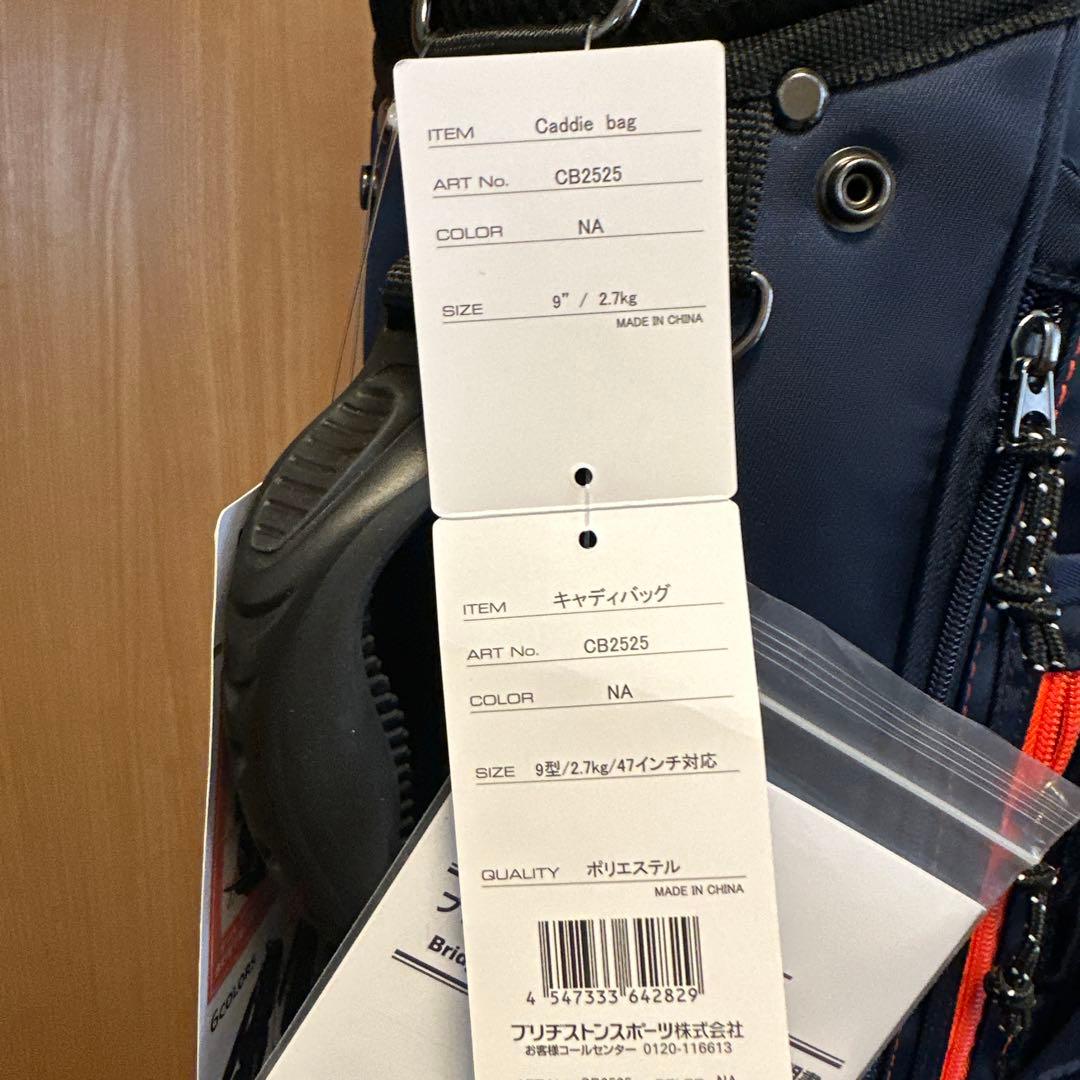 ITEM Caddie bag
ART No. CB2525
COLOR NA
SIZE 9" / 2.7kg
MADE IN CHINA
ITEM キャディバッグ
ART No. CB2525
COLOR NA
SIZE 9型/2.7kg/47インチ対応
QUALITY ポリエステル
MADE IN CHINA
4 547333 642829
ブリヂストンスポーツ株式会社
お客様コールセンター 0120-116613
6COLORS